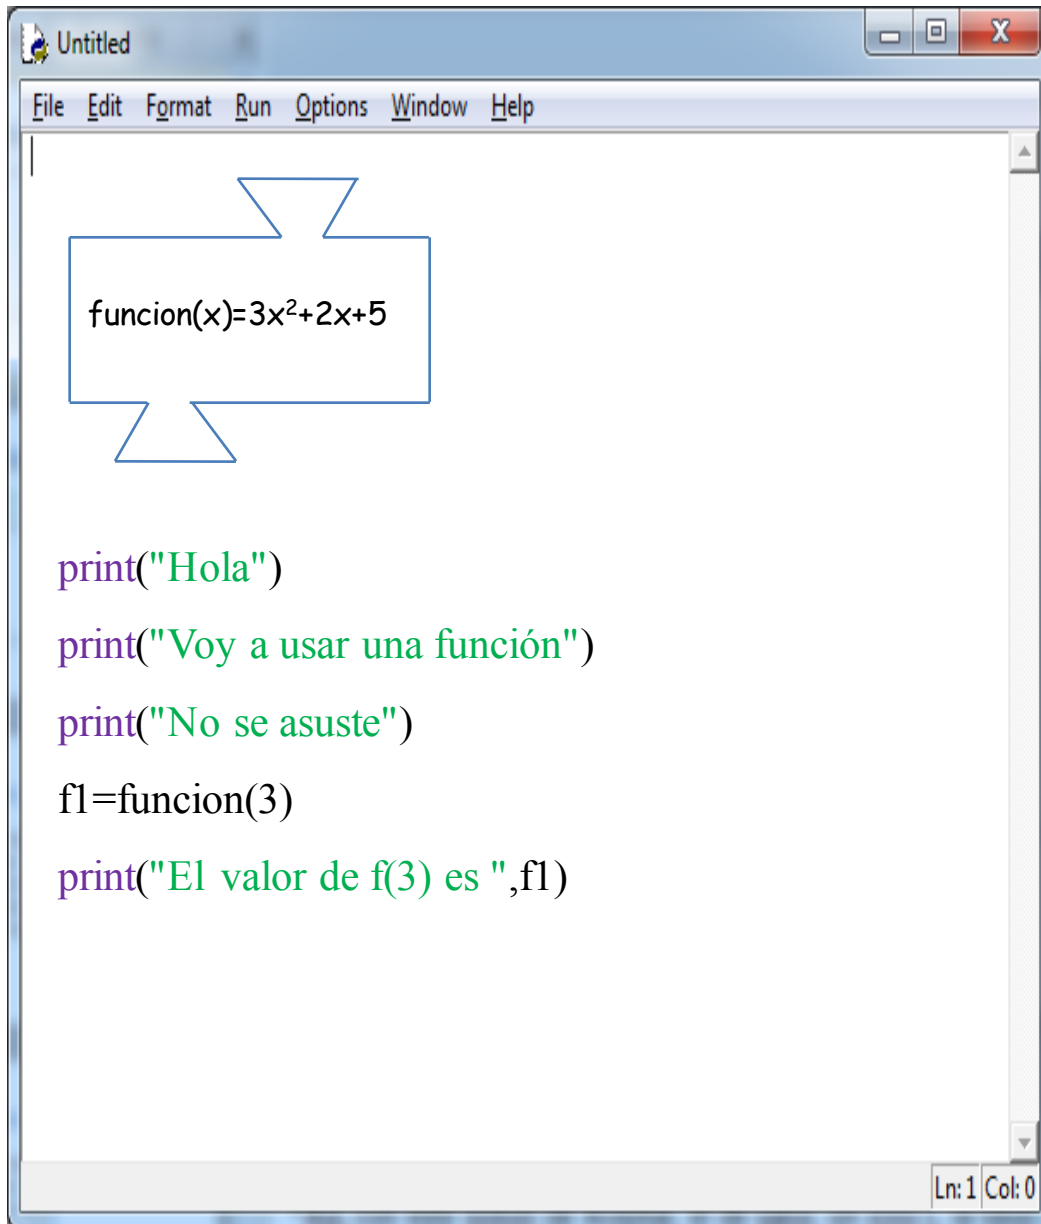 Untitled
File Edit Format Run Options Window Help
funcion(x)=3x²+2x+5
print("Hola")
print("Voy a usar una función")
print("No se asuste")
f1=funcion(3)
print("El valor de f(3) es ",f1)
Ln: 1 Col: 0